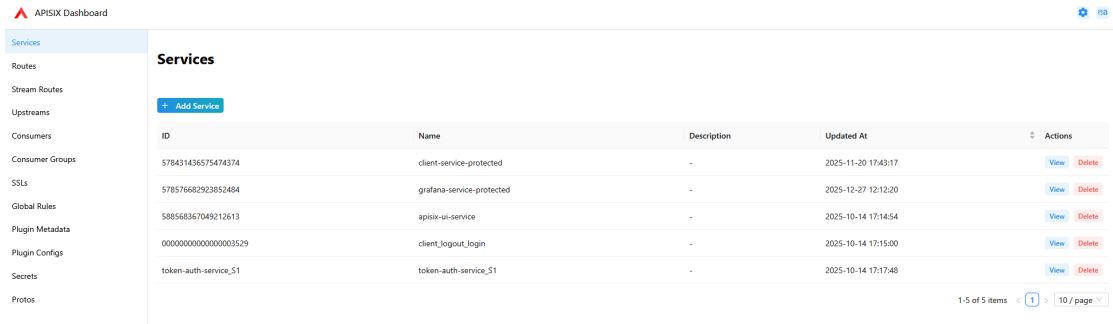 APISIX Dashboard
Services
Routes
Stream Routes
Upstreams
Consumers
Consumer Groups
SSLs
Global Rules
Plugin Metadata
Plugin Configs
Secrets
Protos
Services
+ Add Service
ID Name Description Updated At Actions
578431436575474374 client-service-protected - 2025-11-20 17:43:17 View Delete
578576682923852484 grafana-service-protected - 2025-12-27 12:12:20 View Delete
588568367049212613 apisix-ui-service - 2025-10-14 17:14:54 View Delete
00000000000000003529 client_logout_login - 2025-10-14 17:15:00 View Delete
token-auth-service_S1 token-auth-service_S1 - 2025-10-14 17:17:48 View Delete
1-5 of 5 items < 1 > 10 / page